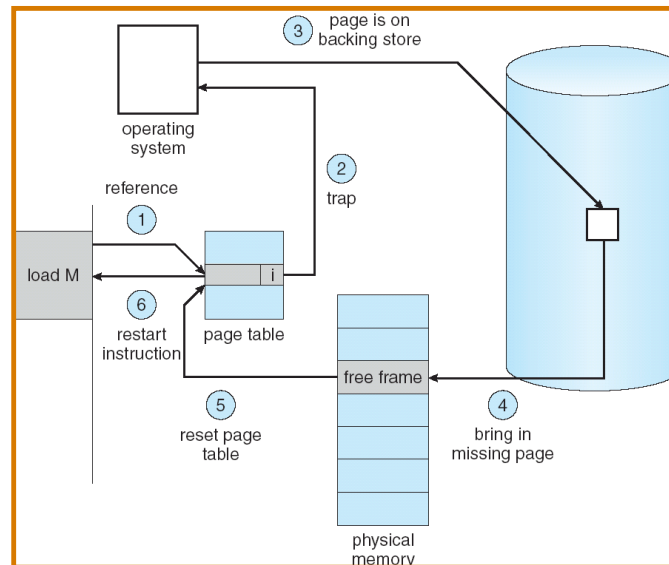 3
page is on
backing store
operating
system
2
trap
reference
1
load M
i
6
restart
instruction
page table
free frame
5
reset page
table
4
bring in
missing page
physical
memory